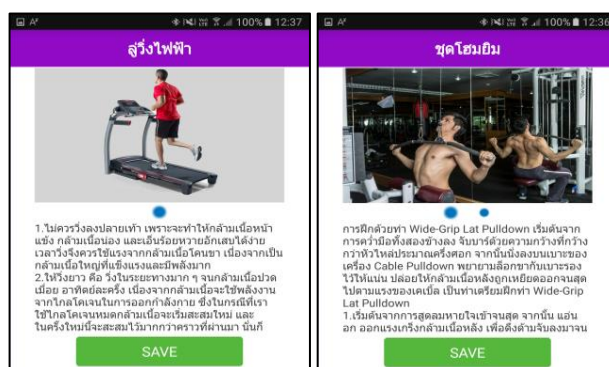 100% 12:37
ลู่วิ่งไฟฟ้า
1.ไม่ควรวิ่งลงปลายเท้า เพราะจะทำให้กล้ามเนื้อหน้า
แข้ง กล้ามเนื้อน่อง และเอ็นร้อยหวายอักเสบได้ง่าย
เวลาวิ่งจึงควรใช้แรงจากกล้ามเนื้อโคนขา เนื่องจากเป็น
กล้ามเนื้อใหญ่ที่แข็งแรงและมีพลังมาก
2.ให้วิ่งยาว คือ วิ่งในระยะทางมาก ๆ จนกล้ามเนื้อปวด
เมื่อย อาทิตย์ละครั้ง เนื่องจากกล้ามเนื้อจะใช้พลังงาน
จากไกลโคเจนในการออกกำลังกาย ซึ่งในกรณีที่เรา
ใช้ไกลโคเจนหมดกล้ามเนื้อจะเริ่มสะสมใหม่ และ
ในครั้งใหม่นี้จะสะสมไว้มากกว่าคราวที่ผ่านมา นั่นก็
SAVE
100% 12:36
ชุดโฮมยิม
การฝึกด้วยท่า Wide-Grip Lat Pulldown เริ่มต้นจาก
การคว่ำมือทั้งสองข้างลง จับบาร์ด้วยความกว้างที่กว้าง
กว่าหัวไหล่ประมาณครึ่งศอก จากนั้นนั่งลงบนเบาะของ
เครื่อง Cable Pulldown พยายามล็อกขากับเบาะรอง
ไว้ให้แน่น ปล่อยให้กล้ามเนื้อหลังถูกเหยียดออกจนสุด
ไปตามแรงของเคเบิ้ล เป็นท่าเตรียมฝึกท่า Wide-Grip
Lat Pulldown
1.เริ่มต้นจากการสูดลมหายใจเข้าจนสุด จากนั้น แอ่น
อก ออกแรงเกร็งกล้ามเนื้อหลัง เพื่อดึงด้ามจับลงมาจน
SAVE